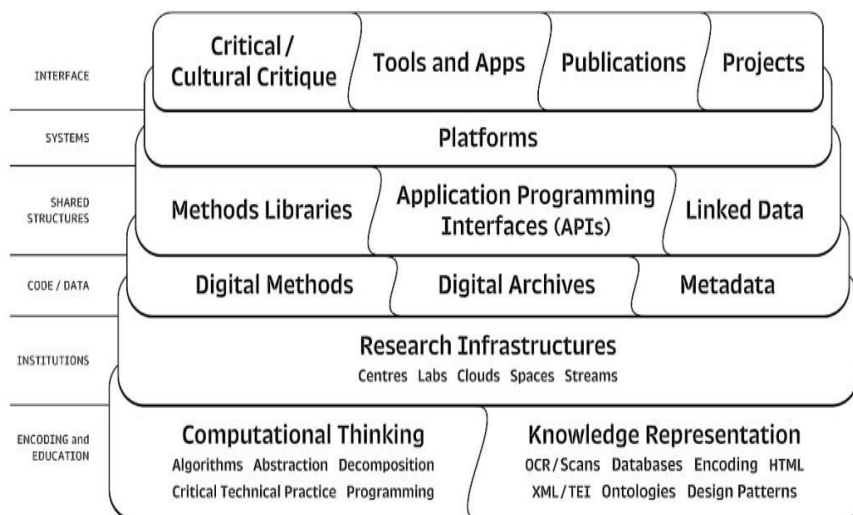 INTERFACE
Critical /
Cultural Critique
Tools and Apps
Publications
Projects
SYSTEMS
Platforms
SHARED
STRUCTURES
Methods Libraries
Application Programming
Interfaces (APIs)
Linked Data
CODE / DATA
Digital Methods
Digital Archives
Metadata
INSTITUTIONS
Research Infrastructures
Centres Labs Clouds Spaces Streams
ENCODING and
EDUCATION
Computational Thinking
Algorithms Abstraction Decomposition
Critical Technical Practice Programming
Knowledge Representation
OCR/Scans Databases Encoding HTML
XML/TEI Ontologies Design Patterns